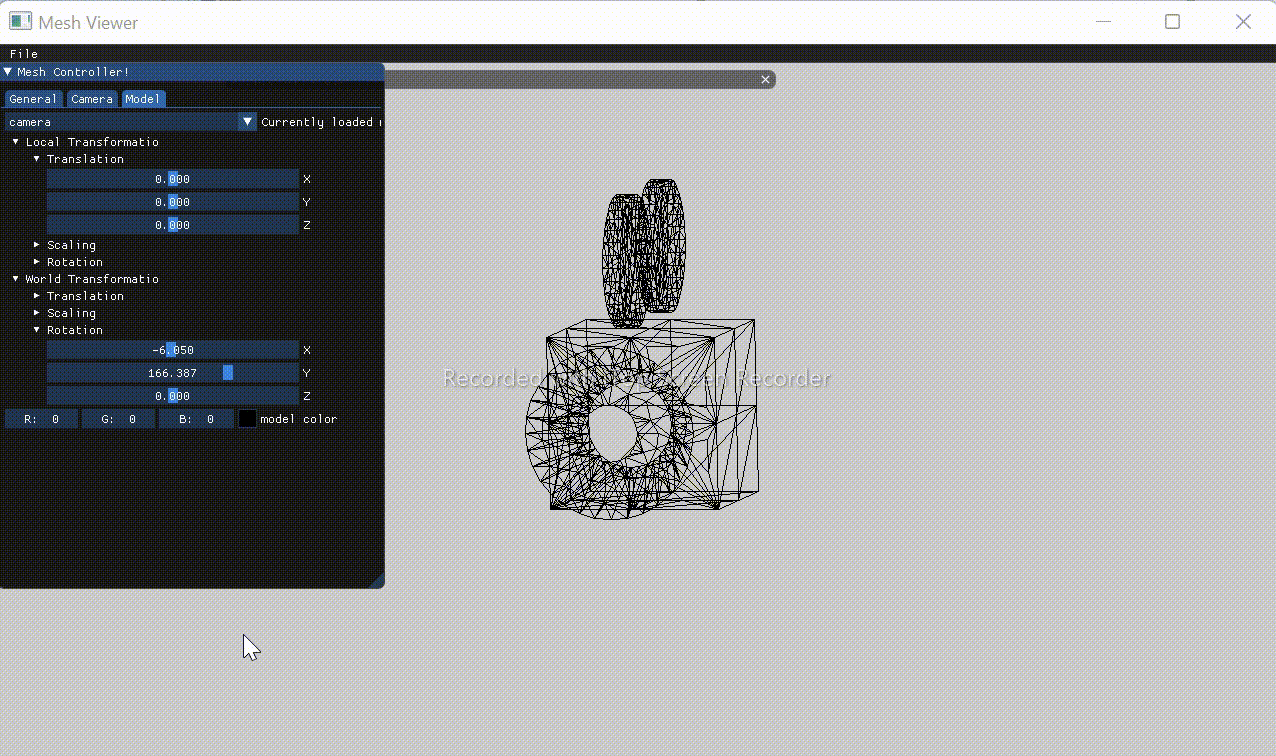 Mesh Viewer
File
Mesh Controller!
General Camera Model
camera Currently loaded
Local Transformatio
Translation
0.000 X
0.000 Y
0.000 Z
Scaling
Rotation
World Transformatio
Translation
Scaling
Rotation
-6.050 X
166.387 Y
0.000 Z
R: 0 G: 0 B: 0 model color
Recorded Screen Recorder